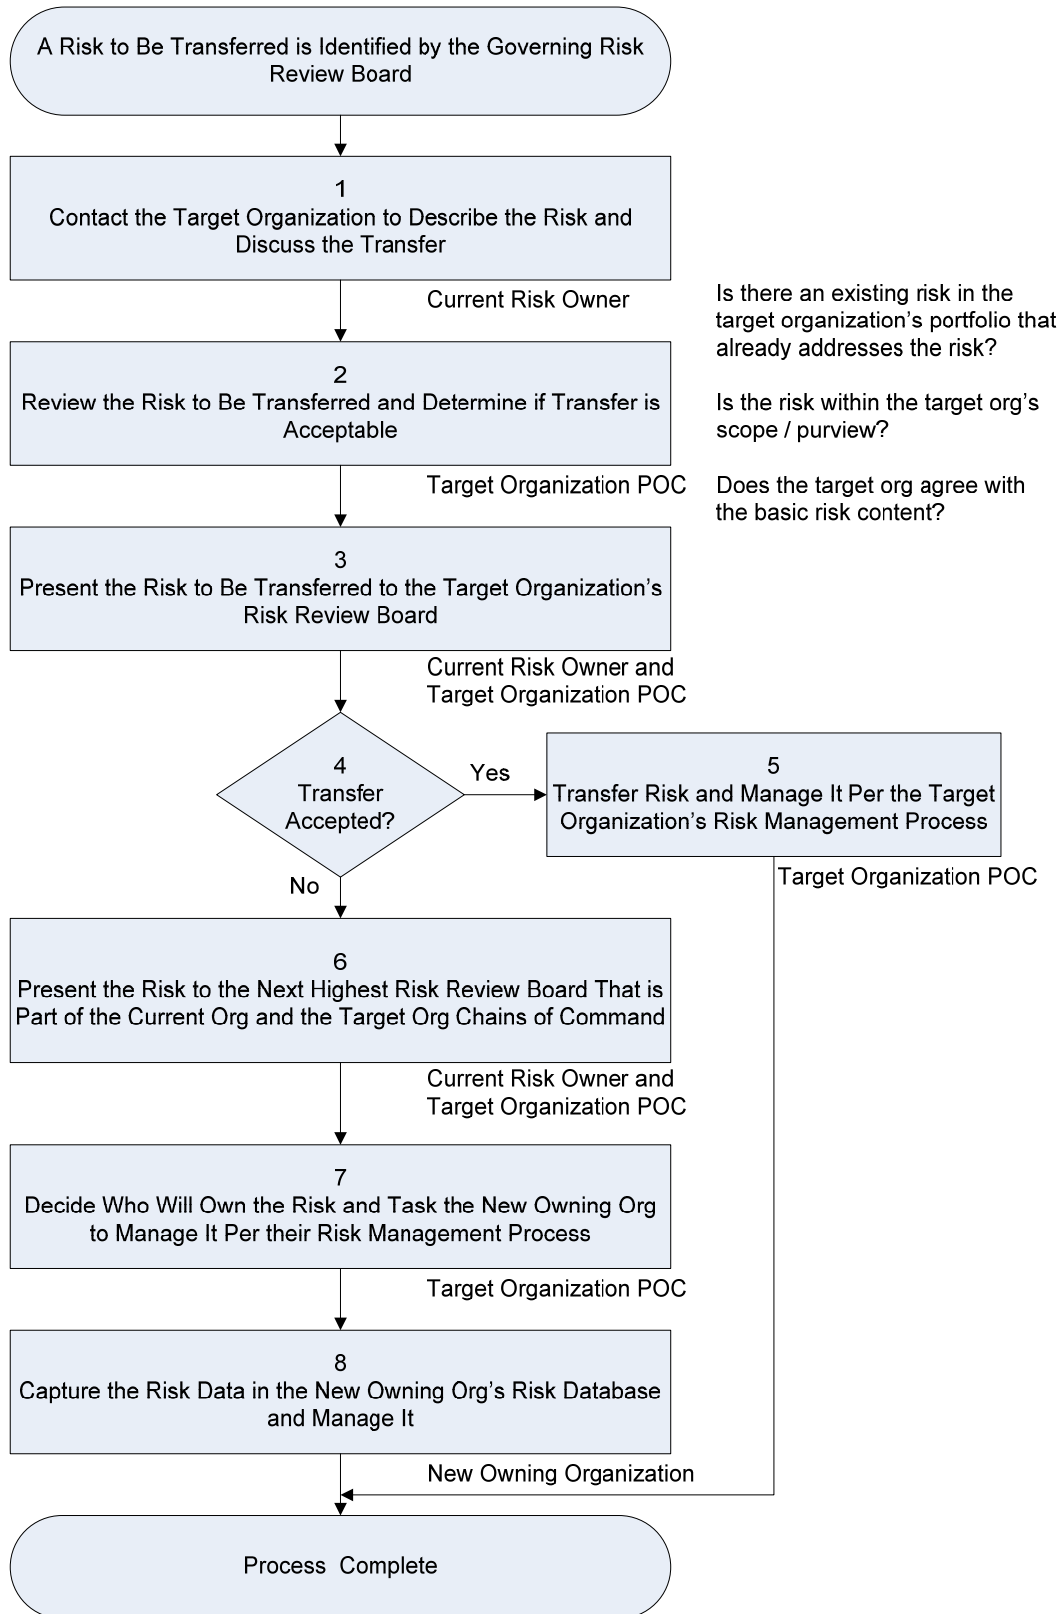 A Risk to Be Transferred is Identified by the Governing Risk
Review Board
1
Contact the Target Organization to Describe the Risk and
Discuss the Transfer
Current Risk Owner
Is there an existing risk in the
target organization's portfolio that
already addresses the risk?
2
Review the Risk to Be Transferred and Determine if Transfer is
Acceptable
Is the risk within the target org's
scope / purview?
Target Organization POC
Does the target org agree with
the basic risk content?
3
Present the Risk to Be Transferred to the Target Organization's
Risk Review Board
Current Risk Owner and
Target Organization POC
4
Transfer
Accepted?
Yes
5
Transfer Risk and Manage It Per the Target
Organization's Risk Management Process
Target Organization POC
No
6
Present the Risk to the Next Highest Risk Review Board That is
Part of the Current Org and the Target Org Chains of Command
Current Risk Owner and
Target Organization POC
7
Decide Who Will Own the Risk and Task the New Owning Org
to Manage It Per their Risk Management Process
Target Organization POC
8
Capture the Risk Data in the New Owning Org's Risk Database
and Manage It
New Owning Organization
Process Complete